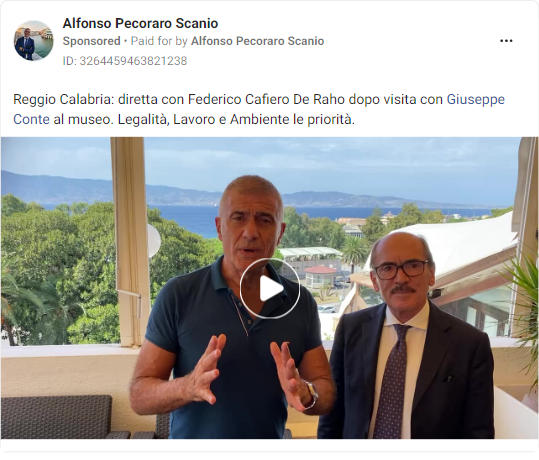 Alfonso Pecoraro Scanio
Sponsored • Paid for by Alfonso Pecoraro Scanio
ID: 3264459463821238
Reggio Calabria: diretta con Federico Cafiero De Raho dopo visita con Giuseppe
Conte al museo. Legalità, Lavoro e Ambiente le priorità.